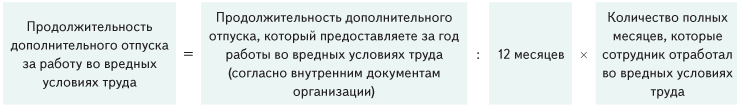 Продолжительность
дополнительного отпуска
за работу во вредных
условиях труда
=
Продолжительность дополнительного
отпуска, который предоставляете за год
работы во вредных условиях труда
(согласно внутренним документам
организации)
:
12 месяцев
×
Количество полных
месяцев, которые
сотрудник отработал
во вредных условиях
труда